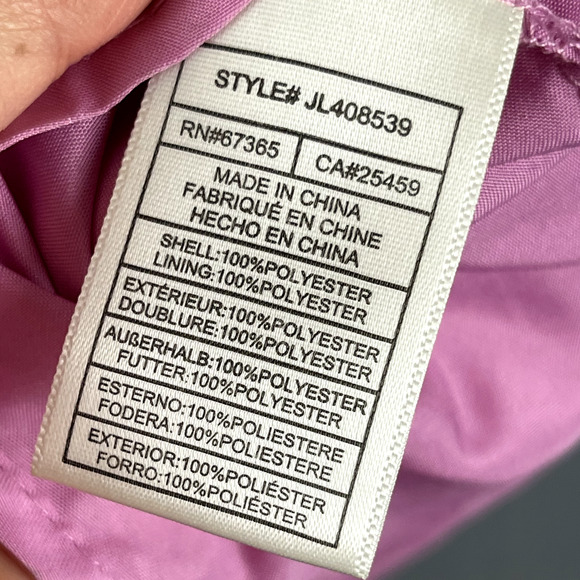 STYLE# JL408539
RN#67365 CA#25459
MADE IN CHINA
FABRIQUÉ EN CHINE
HECHO EN CHINA
SHELL:100%POLYESTER
LINING:100%POLYESTER
EXTÉRIEUR:100%POLYESTER
DOUBLURE:100%POLYESTER
AUßERHALB:100%POLYESTER
FUTTER:100%POLYESTER
ESTERNO:100%POLIESTERE
FODERA:100%POLIESTERE
EXTERIOR:100%POLIÉSTER
FORRO:100%POLIÉSTER